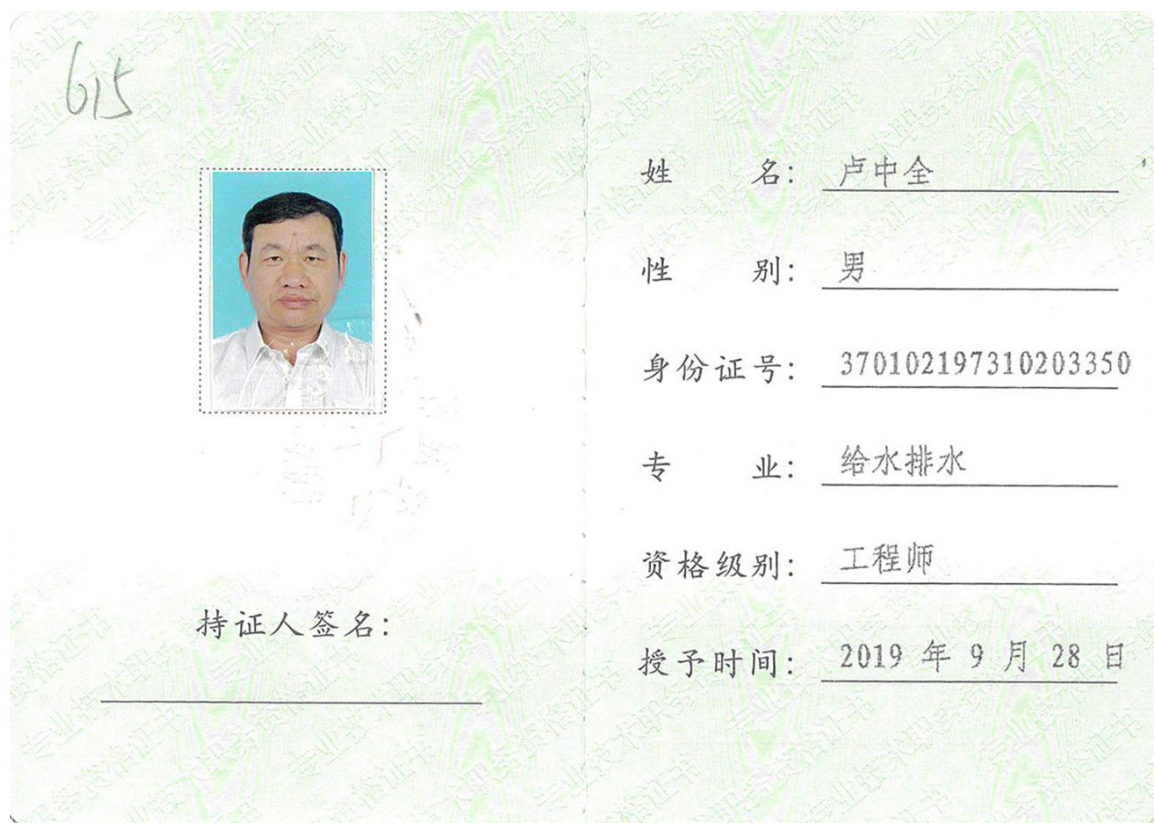 615
持证人签名:
姓 名: 卢中全
性 别: 男
身份证号: 370102197310203350
专 业: 给水排水
资格级别: 工程师
授予时间: 2019 年 9 月 28 日